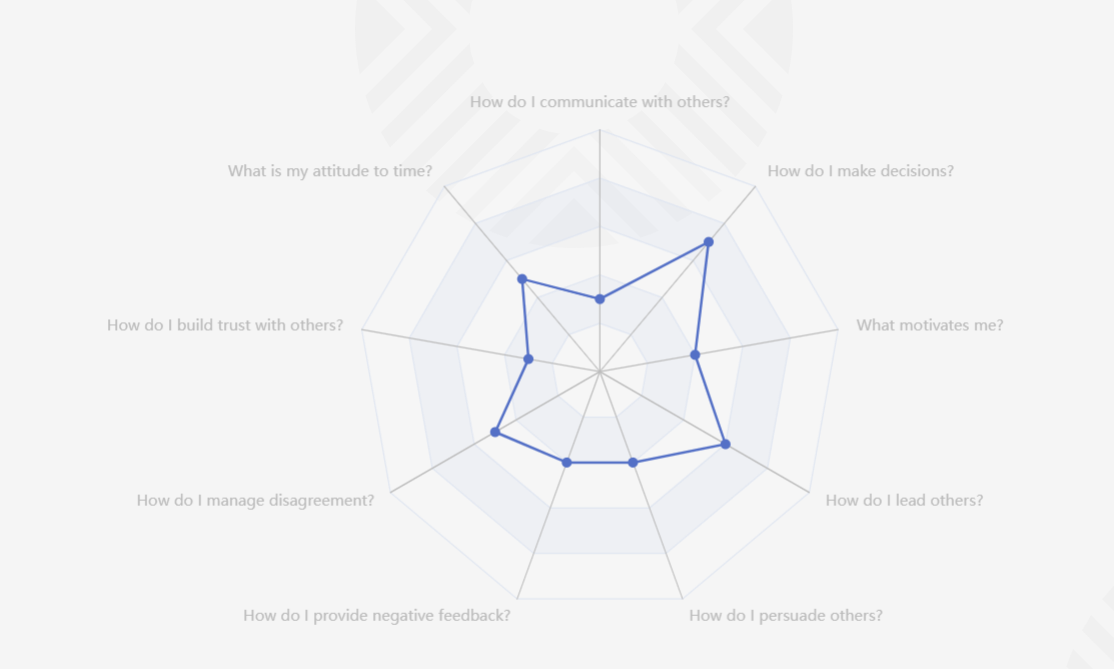 How do I communicate with others?
What is my attitude to time?
How do I make decisions?
How do I build trust with others?
What motivates me?
How do I manage disagreement?
How do I lead others?
How do I provide negative feedback?
How do I persuade others?